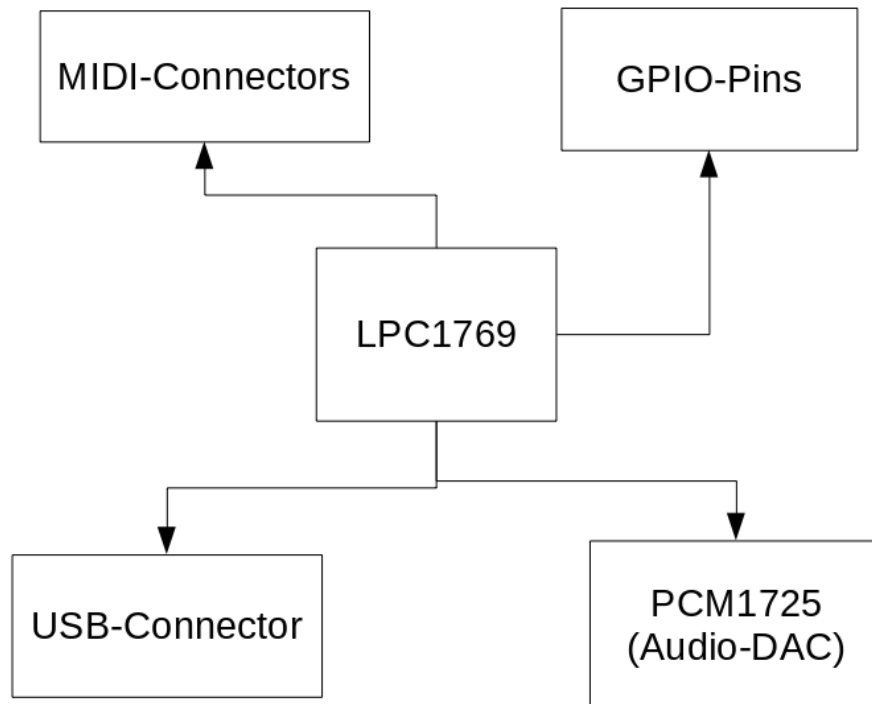 MIDI-Connectors
GPIO-Pins
LPC1769
USB-Connector
PCM1725
(Audio-DAC)